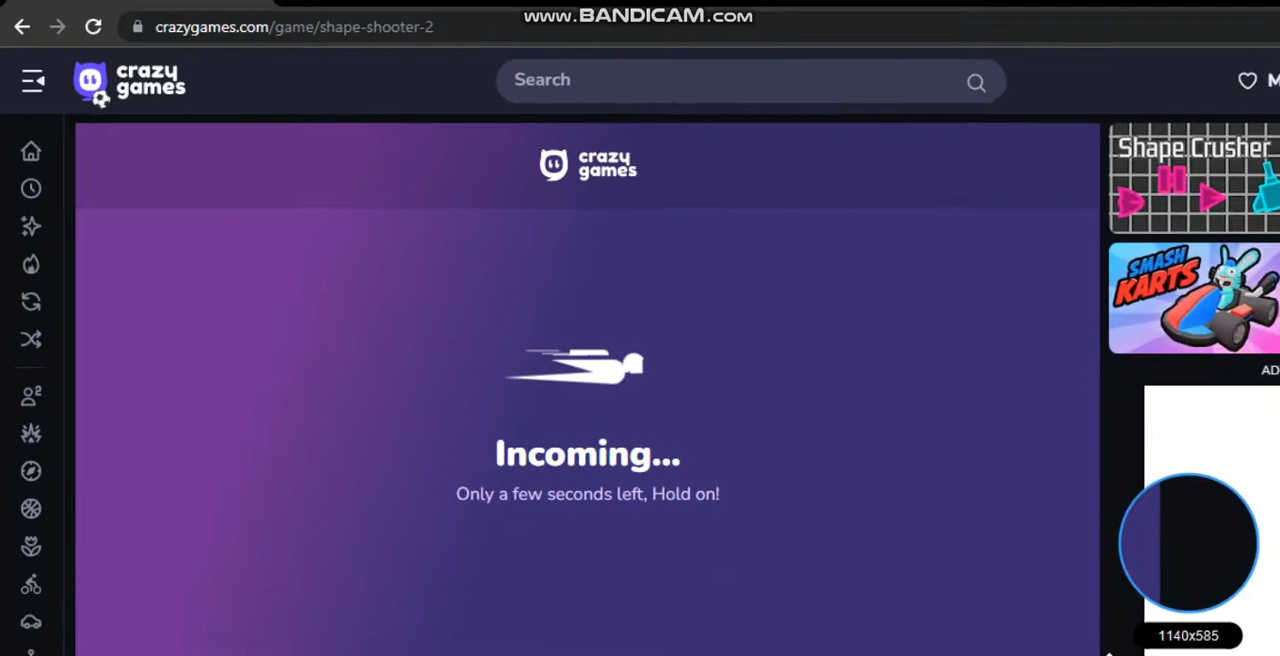 www.BANDICAM.com
crazygames.com/game/shape-shooter-2
crazy
games
Search
M
crazy
games
Shape Crusher
SMASH
KARTS
AD
Incoming...
Only a few seconds left, Hold on!
1140x585